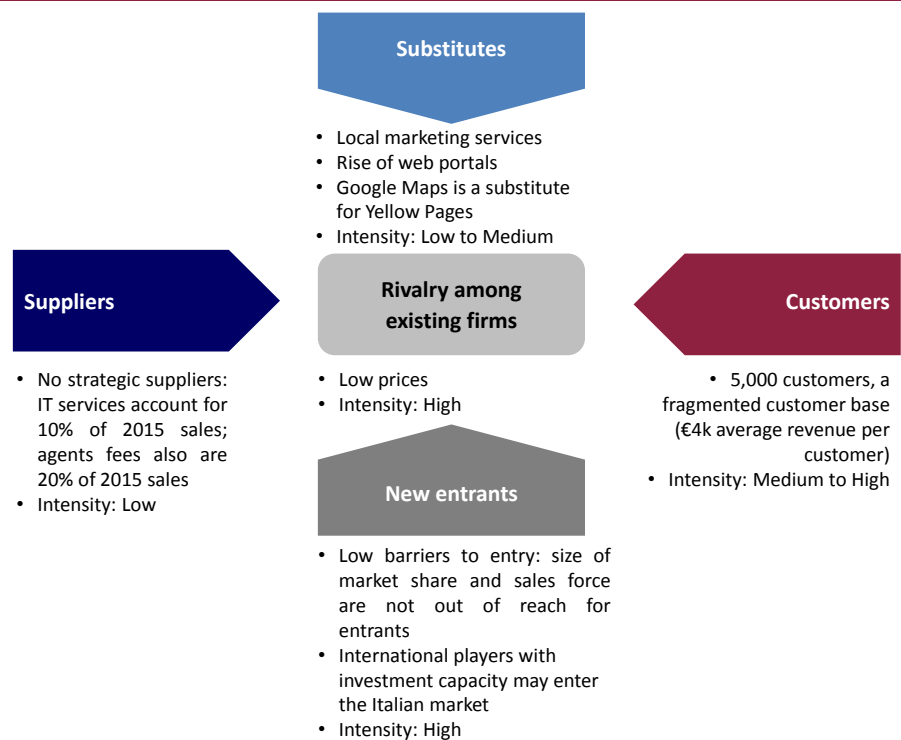 Substitutes
• Local marketing services
• Rise of web portals
• Google Maps is a substitute
for Yellow Pages
• Intensity: Low to Medium
Suppliers
• No strategic suppliers:
IT services account for
10% of 2015 sales;
agents fees also are
20% of 2015 sales
• Intensity: Low
Rivalry among
existing firms
• Low prices
• Intensity: High
Customers
• 5,000 customers, a
fragmented customer base
(€4k average revenue per
customer)
• Intensity: Medium to High
New entrants
• Low barriers to entry: size of
market share and sales force
are not out of reach for
entrants
• International players with
investment capacity may enter
the Italian market
• Intensity: High